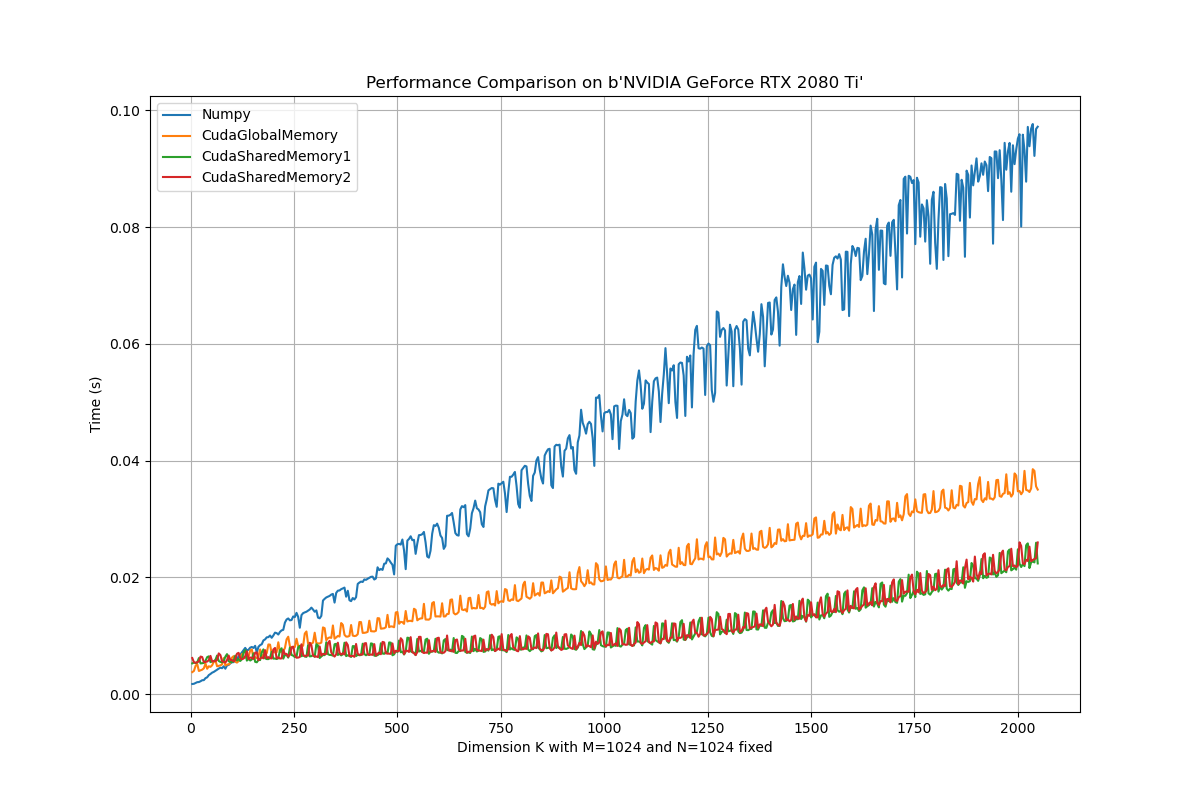 Performance Comparison on b'NVIDIA GeForce RTX 2080 Ti'
Numpy
CudaGlobalMemory
CudaSharedMemory1
CudaSharedMemory2
0.10
0.08
0.06
0.04
0.02
0.00
Time (s)
0 250 500 750 1000 1250 1500 1750 2000
Dimension K with M=1024 and N=1024 fixed